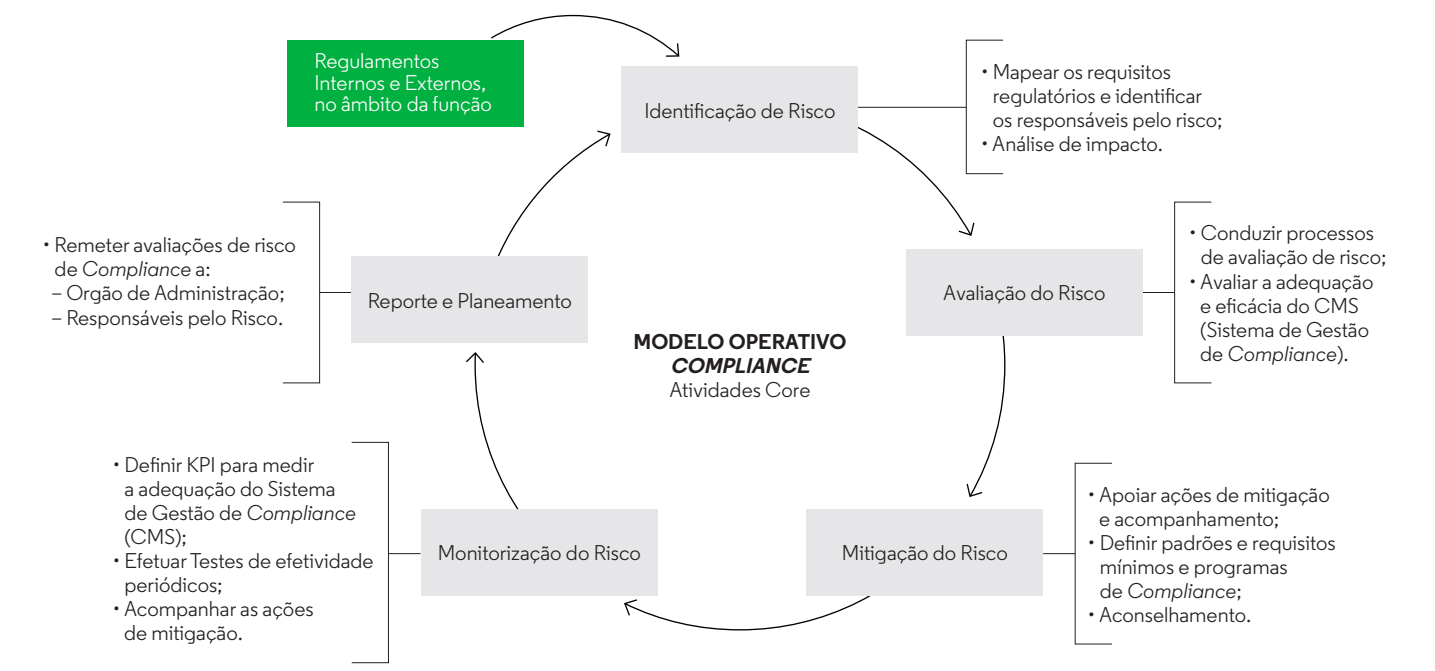 Regulamentos
Internos e Externos,
no âmbito da função
Identificação de Risco
• Mapear os requisitos
regulatórios e identificar
os responsáveis pelo risco;
• Análise de impacto.
Avaliação do Risco
• Conduzir processos
de avaliação de risco;
• Avaliar a adequação
e eficácia do CMS
(Sistema de Gestão
de Compliance).
Mitigação do Risco
• Apoiar ações de mitigação
e acompanhamento;
• Definir padrões e requisitos
mínimos e programas
de Compliance;
• Aconselhamento.
Monitorização do Risco
• Definir KPI para medir
a adequação do Sistema
de Gestão de Compliance
(CMS);
• Efetuar Testes de efetividade
periódicos;
• Acompanhar as ações
de mitigação.
Reporte e Planeamento
• Remeter avaliações de risco
de Compliance a:
– Orgão de Administração;
– Responsáveis pelo Risco.
MODELO OPERATIVO
COMPLIANCE
Atividades Core